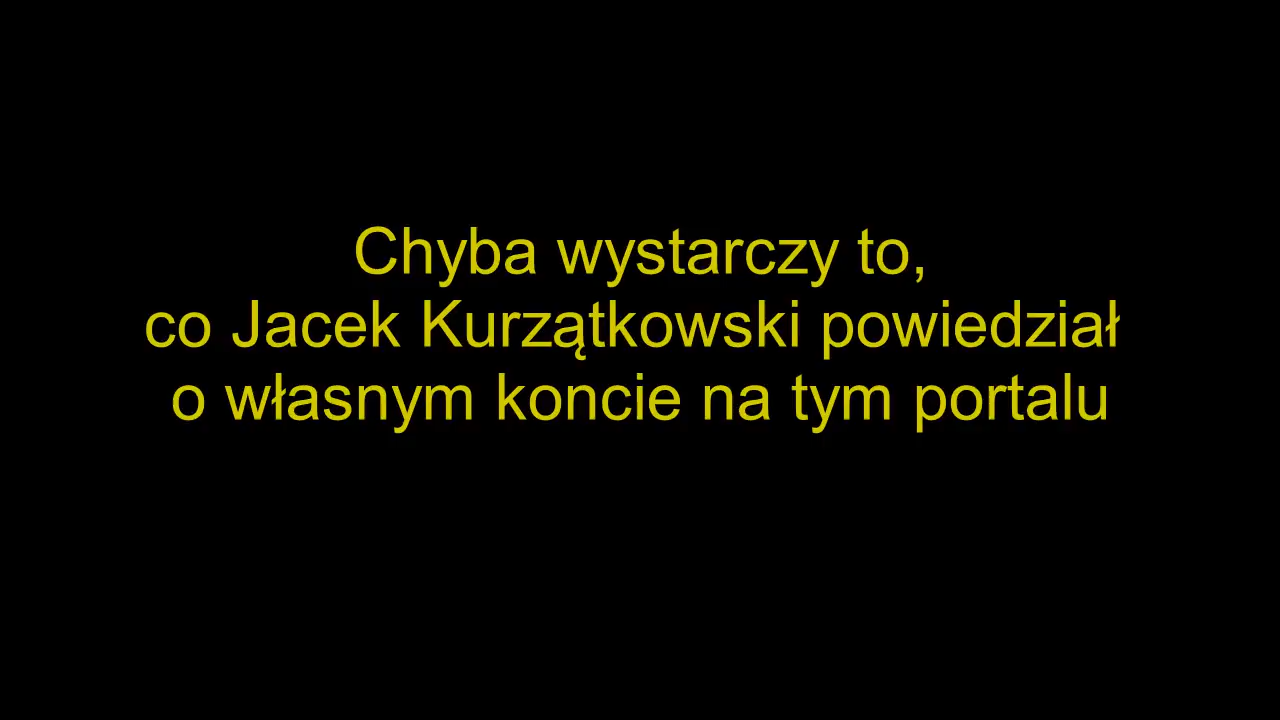 Chyba wystarczy to,
co Jacek Kurzątkowski powiedział
o własnym koncie na tym portalu